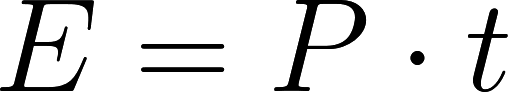 E = P · t